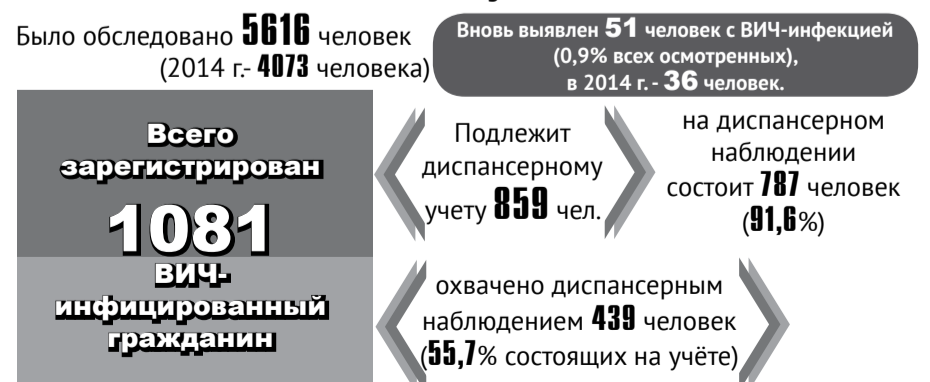 Было обследовано 5616 человек
(2014 г.- 4073 человека)
Вновь выявлен 51 человек с ВИЧ-инфекцией
(0,9% всех осмотренных),
в 2014 г. - 36 человек.
Всего
зарегистрирован
1081
ВИЧ-
инфицированный
гражданин
Подлежит
диспансерному
учету 859 чел.
на диспансерном
наблюдении
состоит 787 человек
(91,6%)
охвачено диспансерным
наблюдением 439 человек
(55,7% состоящих на учёте)